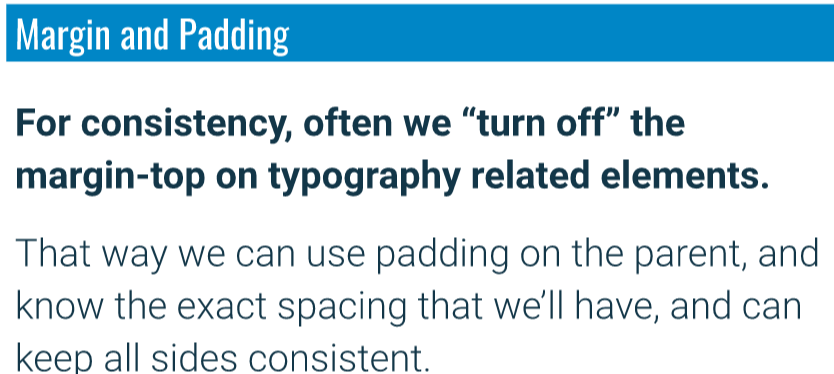 Margin and Padding
For consistency, often we “turn off” the
margin-top on typography related elements.
That way we can use padding on the parent, and
know the exact spacing that we’ll have, and can
keep all sides consistent.